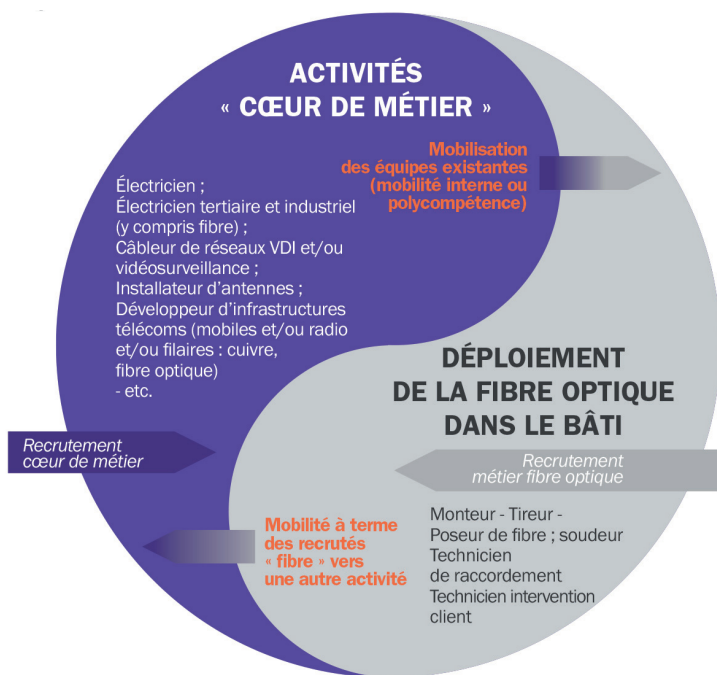 ACTIVITÉS
« CŒUR DE MÉTIER »
Mobilisation
des équipes existantes
(mobilité interne ou
polycompétence)
Électricien ;
Électricien tertiaire et industriel
(y compris fibre) ;
Câbleur de réseaux VDI et/ou
vidéosurveillance ;
Installateur d'antennes ;
Développeur d'infrastructures
télécoms (mobiles et/ou radio
et/ou filaires : cuivre,
fibre optique)
- etc.
DÉPLOIEMENT
DE LA FIBRE OPTIQUE
DANS LE BÂTI
Recrutement
cœur de métier
Recrutement
métier fibre optique
Mobilité à terme
des recrutés
« fibre » vers
une autre activité
Monteur - Tireur -
Poseur de fibre ; soudeur
Technicien
de raccordement
Technicien intervention
client